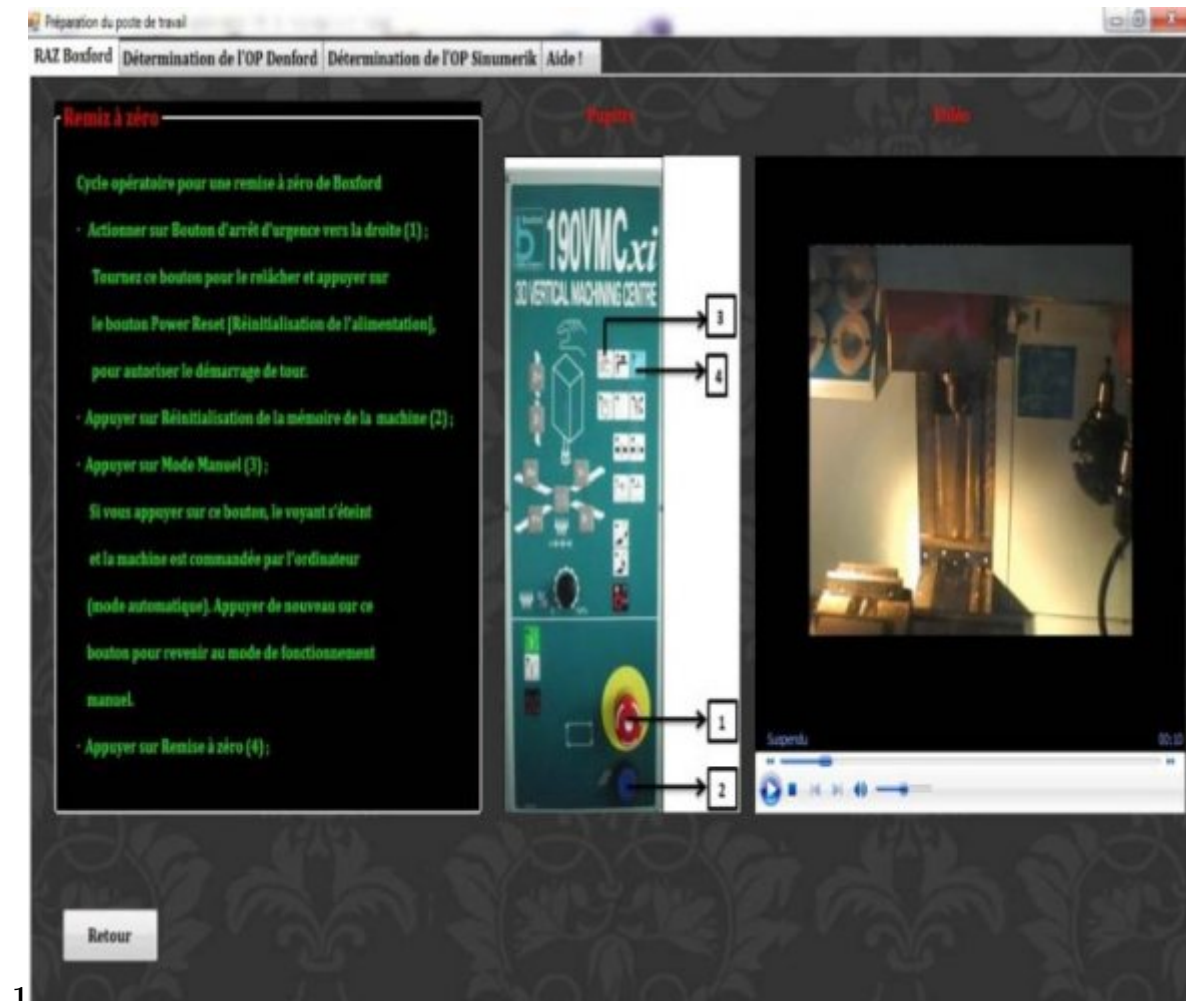 Préparation du poste de travail
RAZ Boxford Détermination de l'OP Denford Détermination de l'OP Sinumerik Aide !
Remiz à zéro
Cycle opératoire pour une remise à zéro de Boxford
· Actionner sur Bouton d'arrêt d'urgence vers la droite (1) ;
Tournez ce bouton pour le relâcher et appuyer sur
le bouton Power Reset [Réinitialisation de l'alimentation],
pour autoriser le démarrage de tour.
· Appuyer sur Réinitialisation de la mémoire de la machine (2) ;
· Appuyer sur Mode Manuel (3) ;
Si vous appuyer sur ce bouton, le voyant s'éteint
et la machine est commandée par l'ordinateur
(mode automatique). Appuyer de nouveau sur ce
bouton pour revenir au mode de fonctionnement
manuel.
· Appuyer sur Remise à zéro (4) ;
Pupitre
190VMCxi
3D VERTICAL MACHINING CENTRE
3
4
1
2
Vidéo
Suspendu 00:10
Retour
1